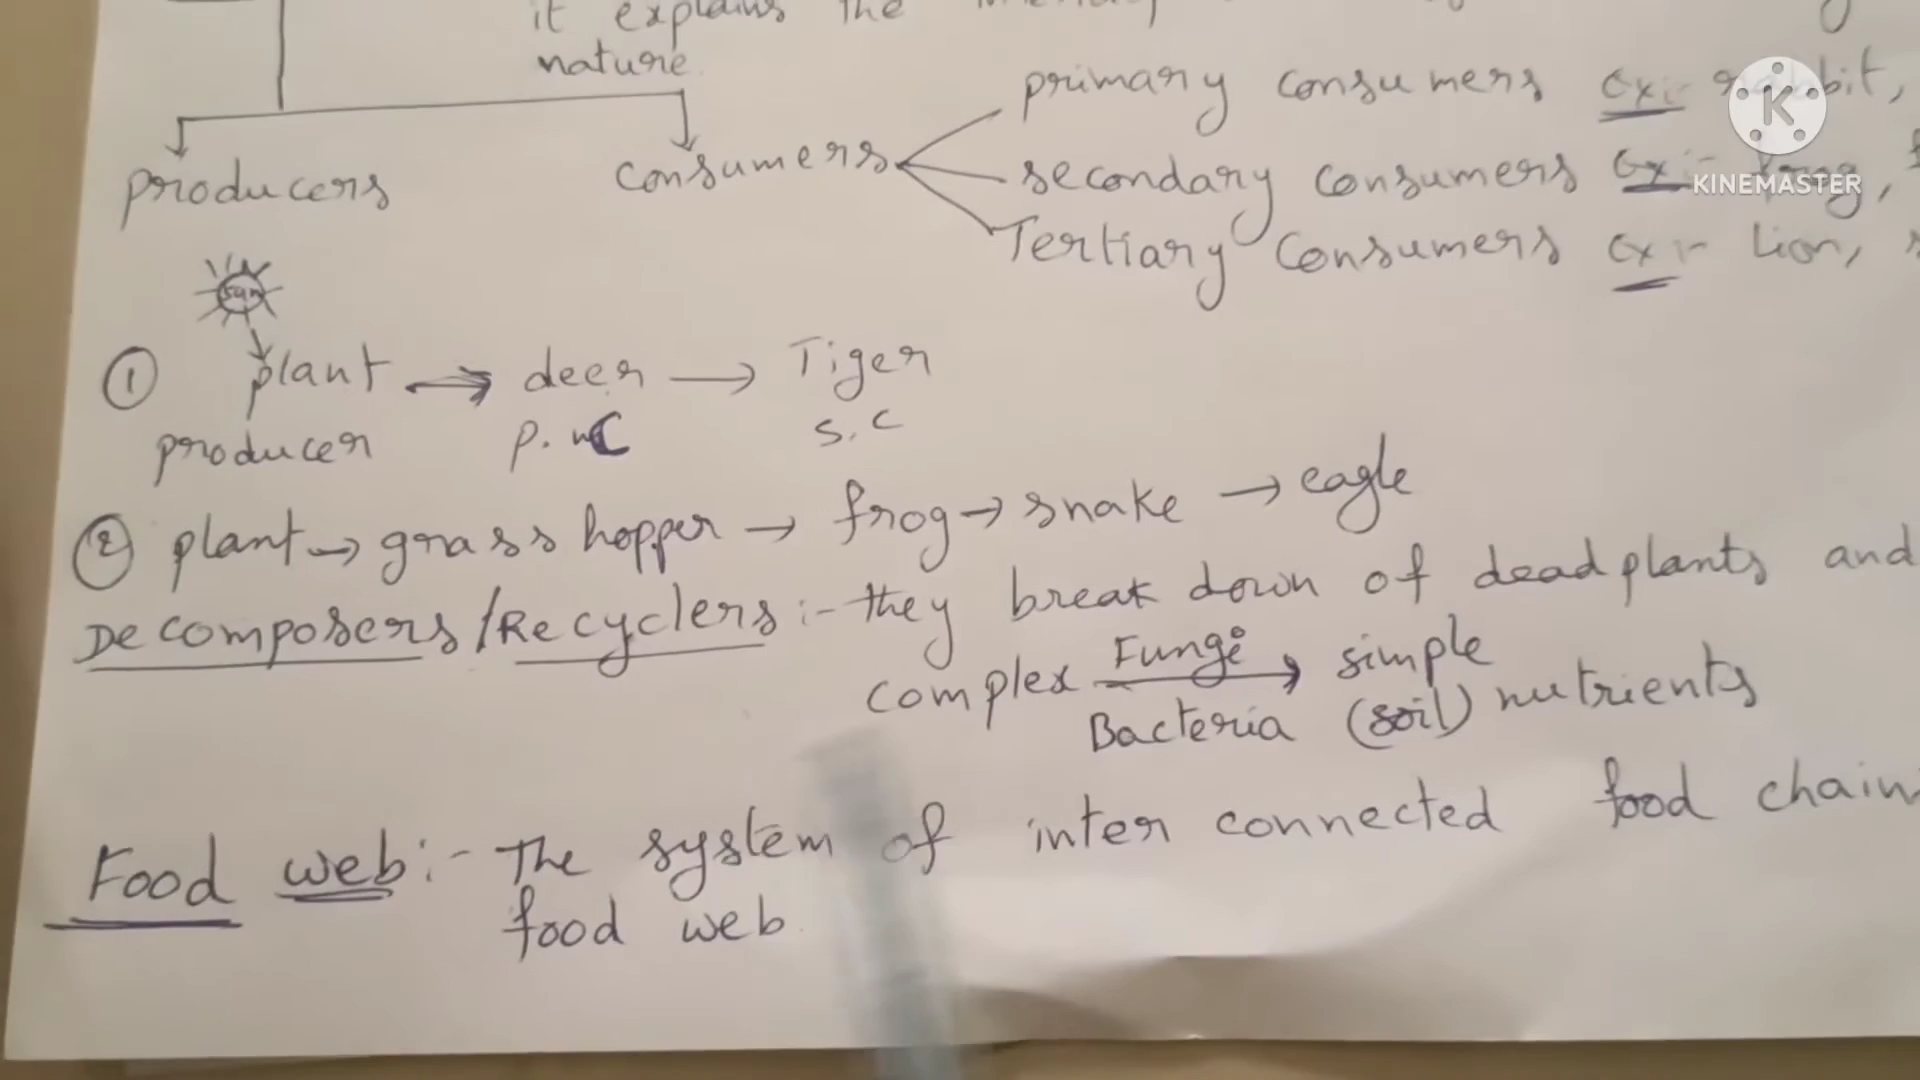 it explains the
nature
primary consumers ex:- rabbit,
producers consumers secondary consumers ex:- frog,
Tertiary consumers ex:- Lion,
sun
① plant → deer → Tiger
producer p. C S. C
② plant → grass hopper → frog → snake → eagle
Decomposers/Recyclers :- they break down of dead plants and
complex Fungi simple
Bacteria (soil) nutrients
Food web :- The system of inter connected food chain
food web
KINEMASTER